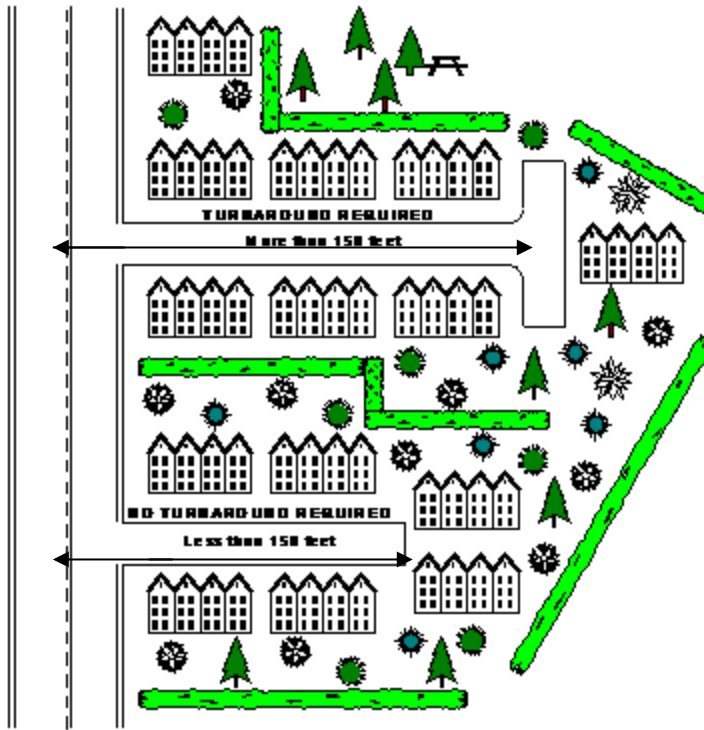 TURNAROUND REQUIRED
More than 150 feet
NO TURNAROUND REQUIRED
Less than 150 feet